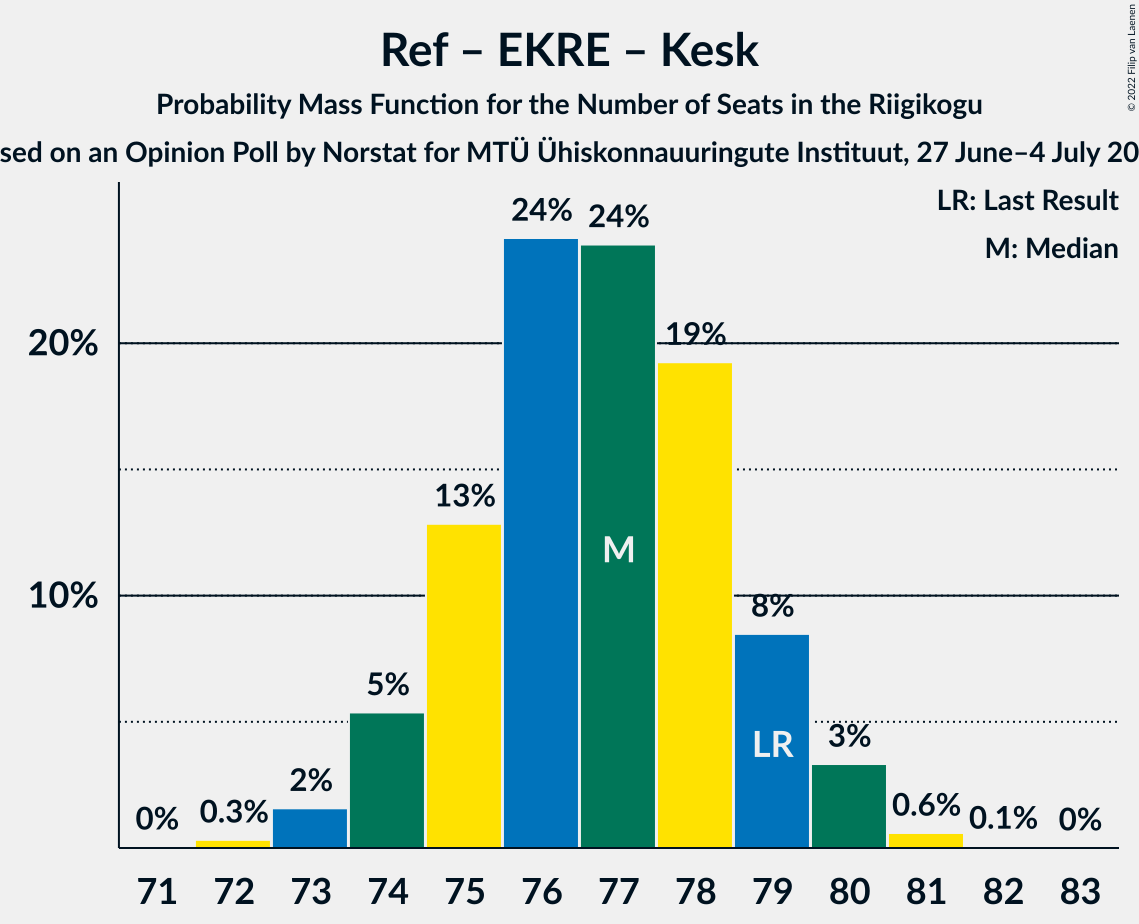 Ref – EKRE – Kesk
Probability Mass Function for the Number of Seats in the Riigikogu
sed on an Opinion Poll by Norstat for MTÜ Ühiskonnauuringute Instituut, 27 June–4 July 20
© 2022 Filip van Laenen
LR: Last Result
M: Median
24%
24%
20%
19%
13%
M
10%
8%
5%
LR
3%
2%
0%
0.3%
0.6%
0.1%
0%
71 72 73 74 75 76 77 78 79 80 81 82 83